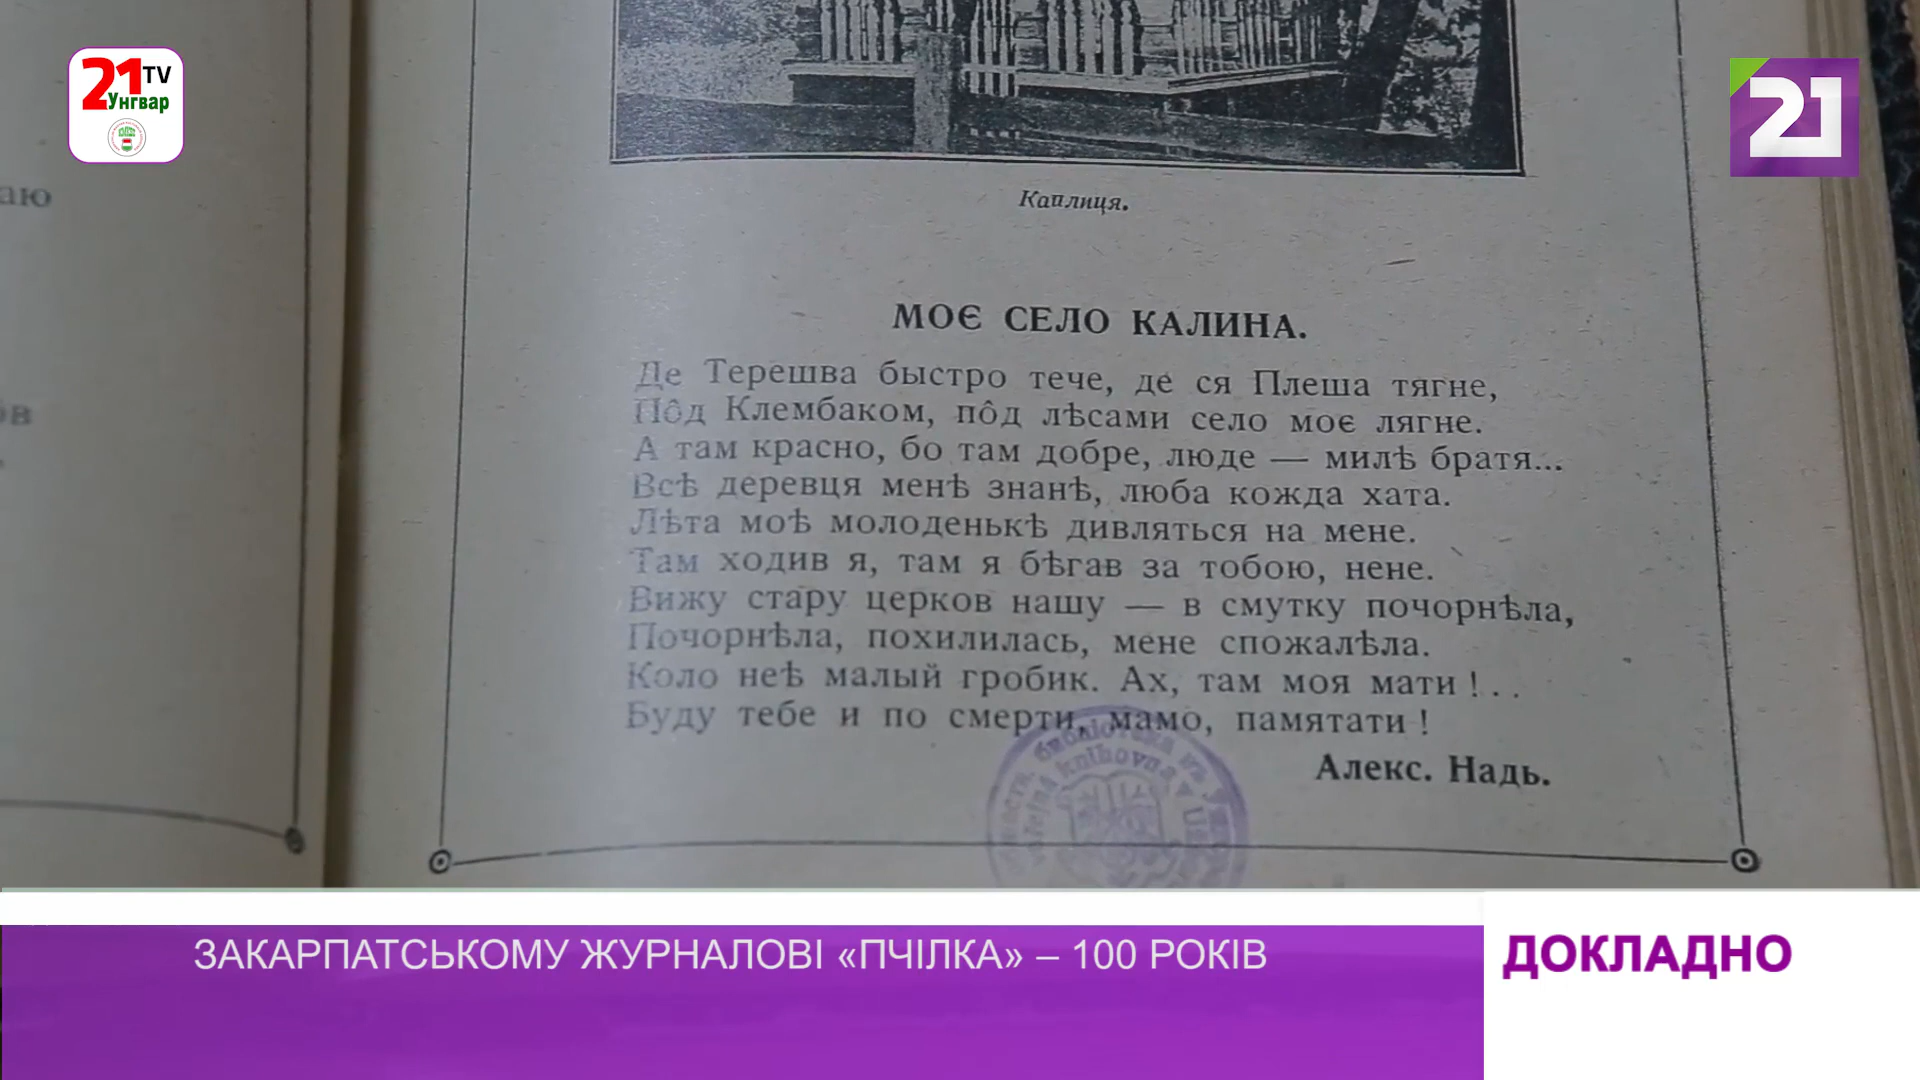 21 TV
Унгвар
21
аю
ôв
Каплиця.
МОЄ СЕЛО КАЛИНА.
Де Терешва быстро тече, де ся Плеша тягне,
Пôд Клембаком, пôд лѣсами село моє лягне.
А там красно, бо там добре, люде — милѣ братя...
Всѣ деревця менѣ знанѣ, люба кожда хата.
Лѣта моѣ молоденькѣ дивляться на мене.
Там ходив я, там я бѣгав за тобою, нене.
Вижу стару церков нашу — в смутку почорнѣла,
Почорнѣла, похилилась, мене спожалѣла.
Коло неѣ малый гробик. Ах, там моя мати !...
Буду тебе и по смерти, мамо, памятати !
Алекс. Надь.
библіотека
knihovna
ЗАКАРПАТСЬКОМУ ЖУРНАЛОВІ «ПЧІЛКА» – 100 РОКІВ
ДОКЛАДНО